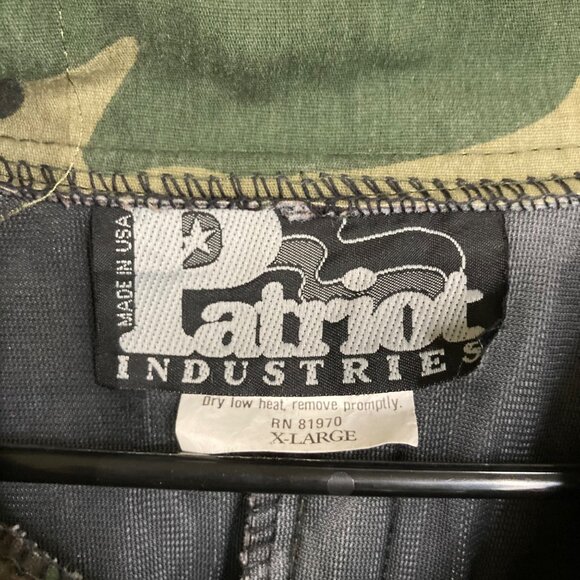 MADE IN USA
Patriot
INDUSTRIES
Dry low heat, remove promptly.
RN 81970
X-LARGE